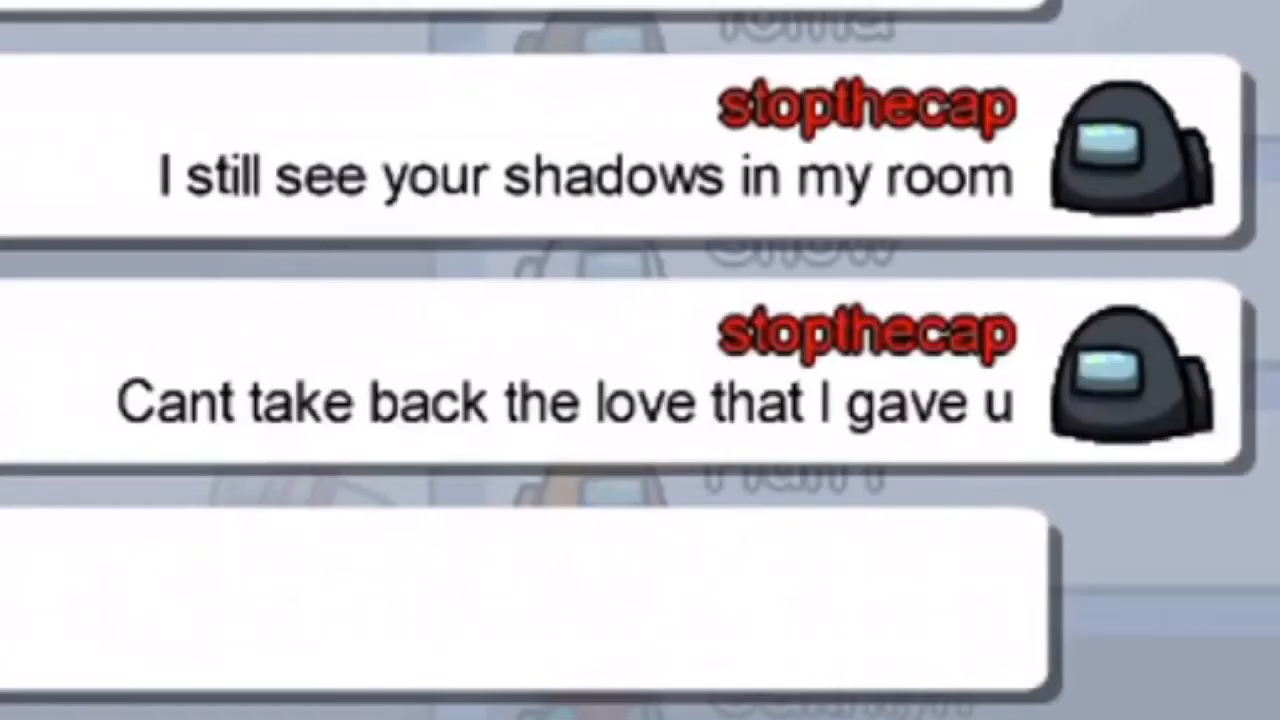 stopthecap
I still see your shadows in my room
stopthecap
Cant take back the love that I gave u